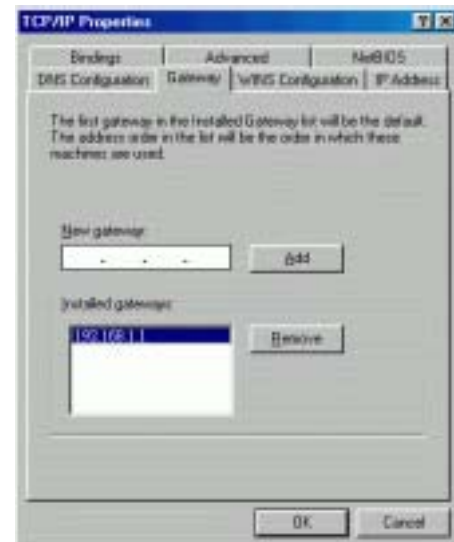 TCP/IP Properties
Bindings Advanced NetBIOS
DNS Configuration Gateway WINS Configuration IP Address
The first gateway in the Installed Gateway list will be the default.
The address order in the list will be the order in which these
machines are used.
New gateway:
. . .
Add
Installed gateways:
192.168.1.1
Remove
OK Cancel